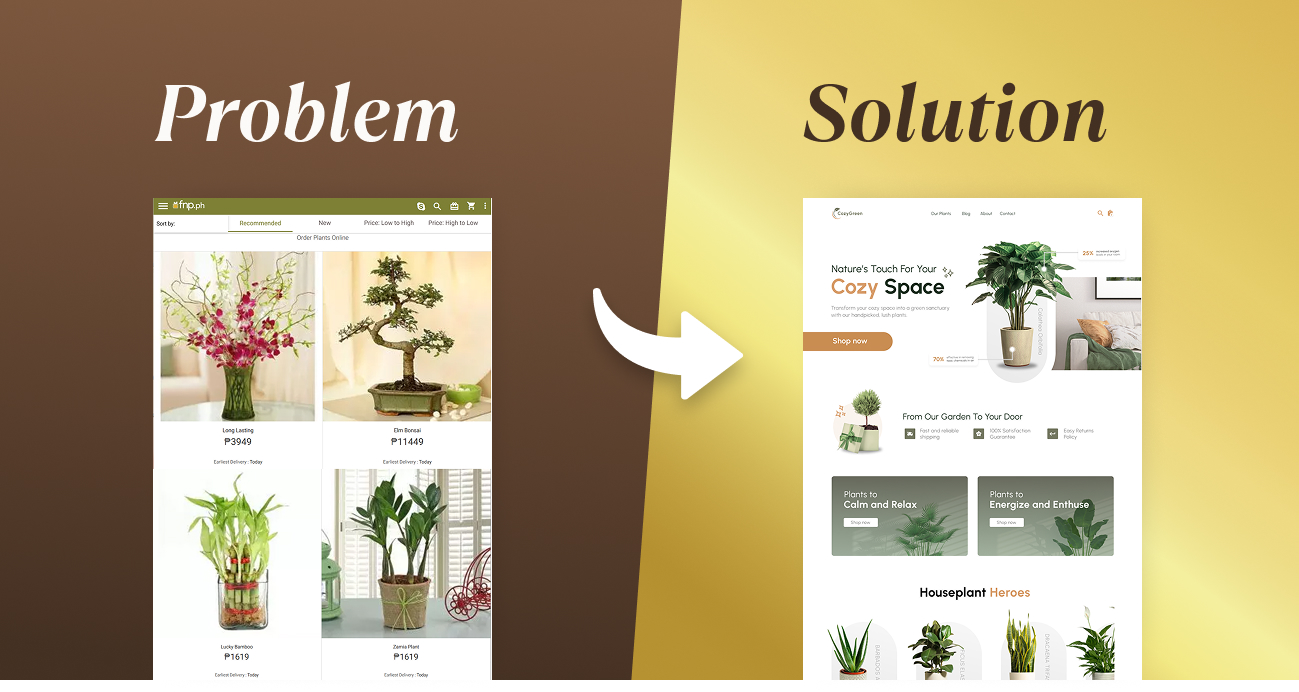 Problem
Solution
fnp.ph
Sort by:
Recommended
New
Price: Low to High
Price: High to Low
Order Plants Online
Long Lasting
₱3949
Earliest Delivery : Today
Elm Bonsai
₱11449
Earliest Delivery : Today
Lucky Bamboo
₱1619
Earliest Delivery : Today
Zamia Plant
₱1619
Earliest Delivery : Today
CozyGreen
Our Plants
Blog
About
Contact
Nature's Touch For Your
Cozy Space
Transform your cozy space into a green sanctuary
with our handpicked, lush plants.
Shop now
25%
70%
From Our Garden To Your Door
Fast and reliable
shipping
100% Satisfaction
Guarantee
Easy Returns
Policy
Plants to
Calm and Relax
Shop now
Plants to
Energize and Enthuse
Shop now
Houseplant Heroes